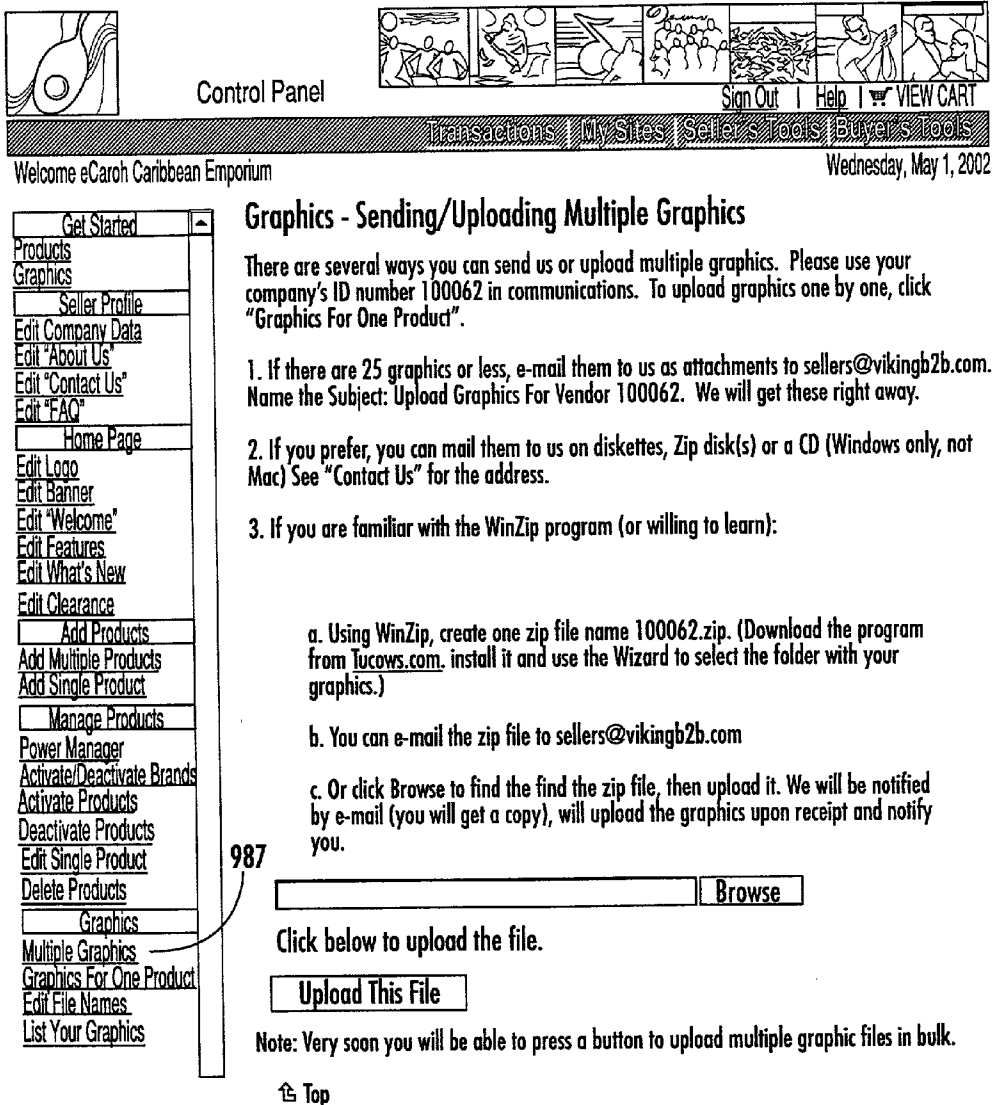 Control Panel
Sign Out | Help | VIEW CART
Transactions | My Sites | Seller's Tools | Buyer's Tools
Welcome eCaroh Caribbean Emporium
Wednesday, May 1, 2002
Get Started
Products
Graphics
Seller Profile
Edit Company Data
Edit "About Us"
Edit "Contact Us"
Edit "FAQ"
Home Page
Edit Logo
Edit Banner
Edit "Welcome"
Edit Features
Edit What's New
Edit Clearance
Add Products
Add Multiple Products
Add Single Product
Manage Products
Power Manager
Activate/Deactivate Brands
Activate Products
Deactivate Products
Edit Single Product
Delete Products
Graphics
Multiple Graphics
Graphics For One Product
Edit File Names
List Your Graphics
987
Graphics - Sending/Uploading Multiple Graphics
There are several ways you can send us or upload multiple graphics. Please use your
company's ID number 100062 in communications. To upload graphics one by one, click
"Graphics For One Product".
1. If there are 25 graphics or less, e-mail them to us as attachments to sellers@vikingb2b.com.
Name the Subject: Upload Graphics For Vendor 100062. We will get these right away.
2. If you prefer, you can mail them to us on diskettes, Zip disk(s) or a CD (Windows only, not
Mac) See "Contact Us" for the address.
3. If you are familiar with the WinZip program (or willing to learn):
a. Using WinZip, create one zip file name 100062.zip. (Download the program
from Tucows.com. install it and use the Wizard to select the folder with your
graphics.)
b. You can e-mail the zip file to sellers@vikingb2b.com
c. Or click Browse to find the find the zip file, then upload it. We will be notified
by e-mail (you will get a copy), will upload the graphics upon receipt and notify
you.
Browse
Click below to upload the file.
Upload This File
Note: Very soon you will be able to press a button to upload multiple graphic files in bulk.
Top